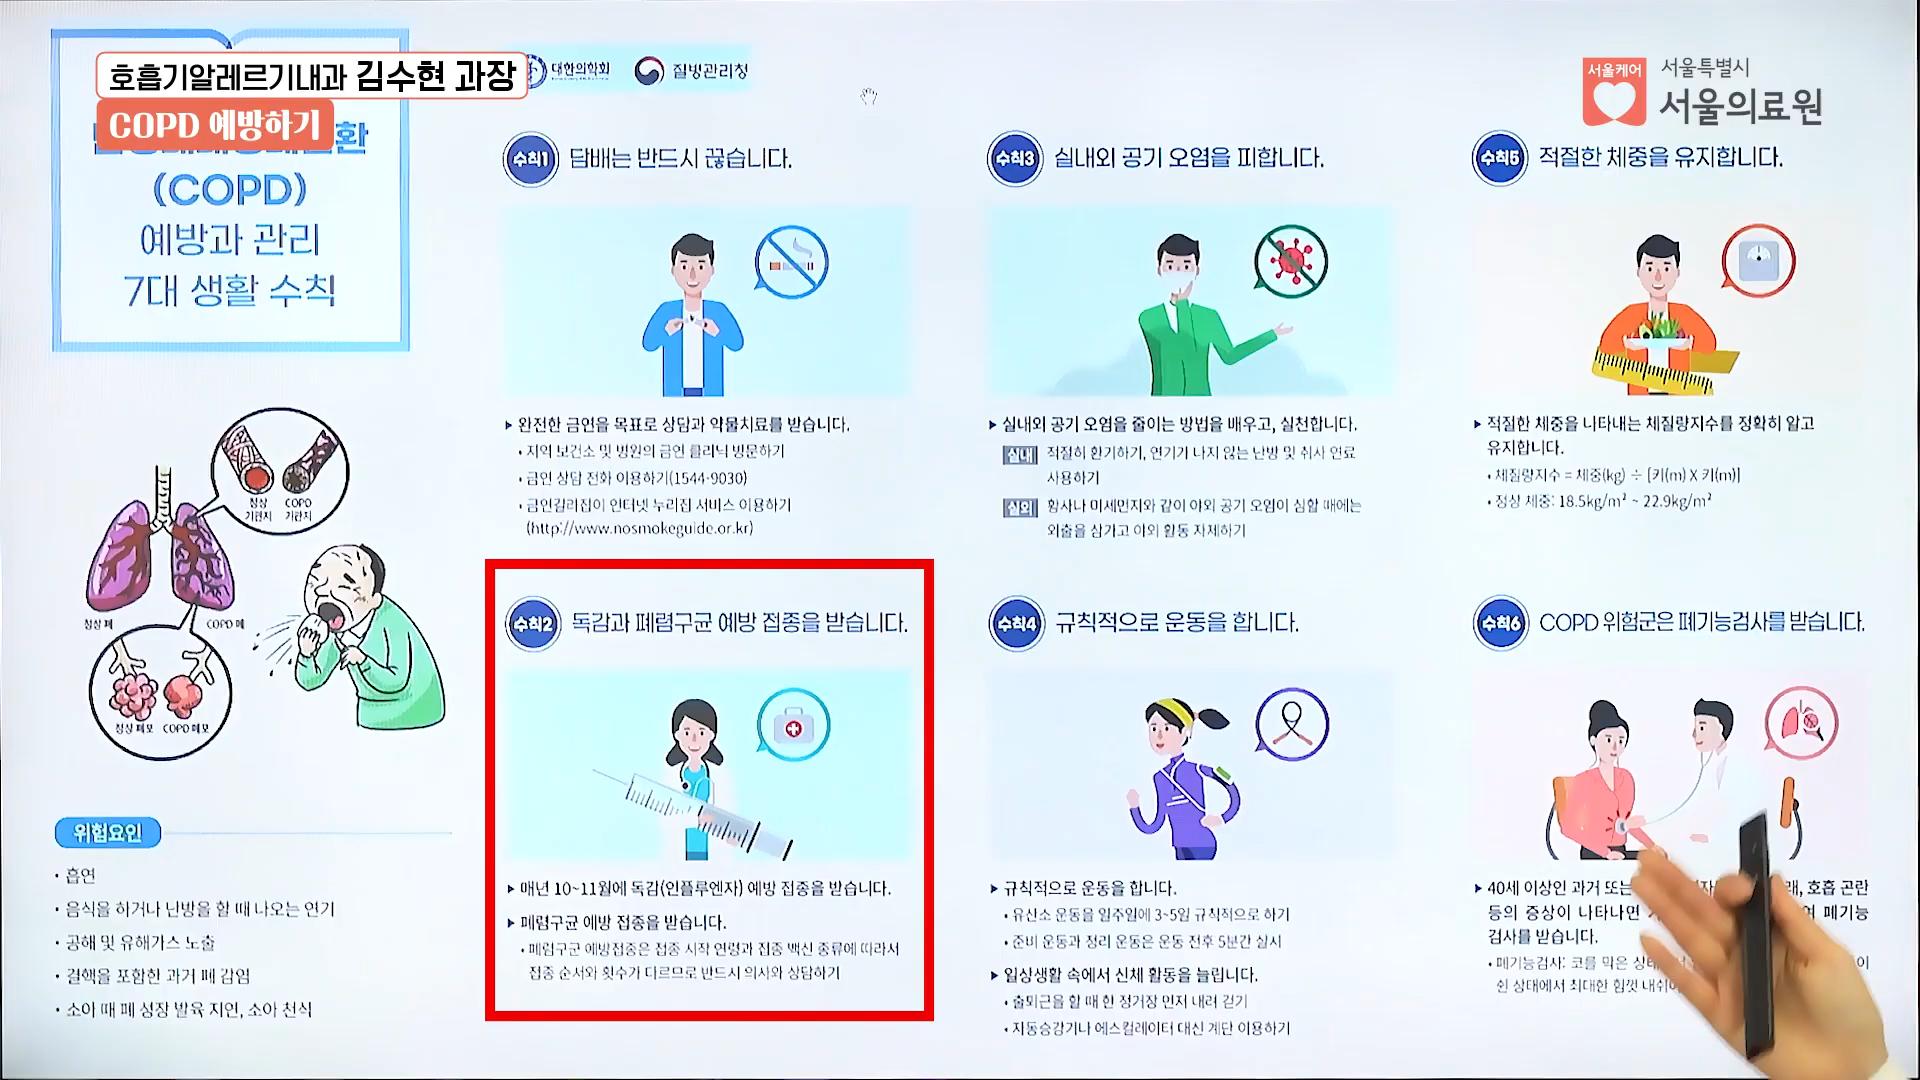 호흡기알레르기내과 김수현 과장
COPD 예방하기
대한의학회
질병관리청
서울케어
서울특별시
서울의료원
환
(COPD)
예방과 관리
7대 생활 수칙
정상 기관지
COPD 기관지
정상 폐
COPD 폐
정상 폐포
COPD 폐포
위험요인
• 흡연
• 음식을 하거나 난방을 할 때 나오는 연기
• 공해 및 유해가스 노출
• 결핵을 포함한 과거 폐 감염
• 소아 때 폐 성장 발육 지연, 소아 천식
수칙1 담배는 반드시 끊습니다.
▶ 완전한 금연을 목표로 상담과 약물치료를 받습니다.
• 지역 보건소 및 병원의 금연 클리닉 방문하기
• 금연 상담 전화 이용하기(1544-9030)
• 금연길라집이 인터넷 누리집 서비스 이용하기
(http://www.nosmokeguide.or.kr)
수칙2 독감과 폐렴구균 예방 접종을 받습니다.
▶ 매년 10~11월에 독감(인플루엔자) 예방 접종을 받습니다.
▶ 폐렴구균 예방 접종을 받습니다.
• 폐렴구균 예방접종은 접종 시작 연령과 접종 백신 종류에 따라서
접종 순서와 횟수가 다르므로 반드시 의사와 상담하기
수칙3 실내외 공기 오염을 피합니다.
▶ 실내외 공기 오염을 줄이는 방법을 배우고, 실천합니다.
실내 적절히 환기하기, 연기가 나지 않는 난방 및 취사 연료
사용하기
실외 황사나 미세먼지와 같이 야외 공기 오염이 심할 때에는
외출을 삼가고 야외 활동 자제하기
수칙4 규칙적으로 운동을 합니다.
▶ 규칙적으로 운동을 합니다.
• 유산소 운동을 일주일에 3~5일 규칙적으로 하기
• 준비 운동과 정리 운동은 운동 전후 5분간 실시
▶ 일상생활 속에서 신체 활동을 늘립니다.
• 출퇴근을 할 때 한 정거장 먼저 내려 걷기
• 자동승강기나 에스컬레이터 대신 계단 이용하기
수칙5 적절한 체중을 유지합니다.
▶ 적절한 체중을 나타내는 체질량지수를 정확히 알고
유지합니다.
• 체질량지수 = 체중(kg) ÷ [키(m) X 키(m)]
• 정상 체중: 18.5kg/m² ~ 22.9kg/m²
수칙6 COPD 위험군은 폐기능검사를 받습니다.
▶ 40세 이상인 과거 또는 호흡 곤란
등의 증상이 나타나면 폐기능
검사를 받습니다.
• 폐기능검사: 코를 막은
쉰 상태에서 최대한 힘껏